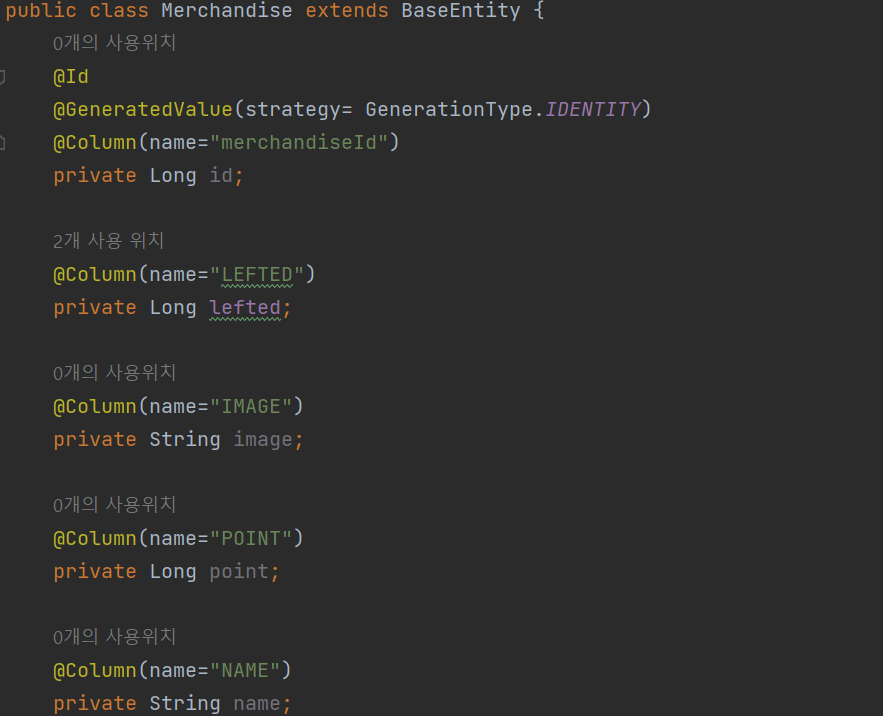 public class Merchandise extends BaseEntity {
0개의 사용위치
@Id
@GeneratedValue(strategy= GenerationType.IDENTITY)
@Column(name="merchandiseId")
private Long id;
2개 사용 위치
@Column(name="LEFTED")
private Long lefted;
0개의 사용위치
@Column(name="IMAGE")
private String image;
0개의 사용위치
@Column(name="POINT")
private Long point;
0개의 사용위치
@Column(name="NAME")
private String name;